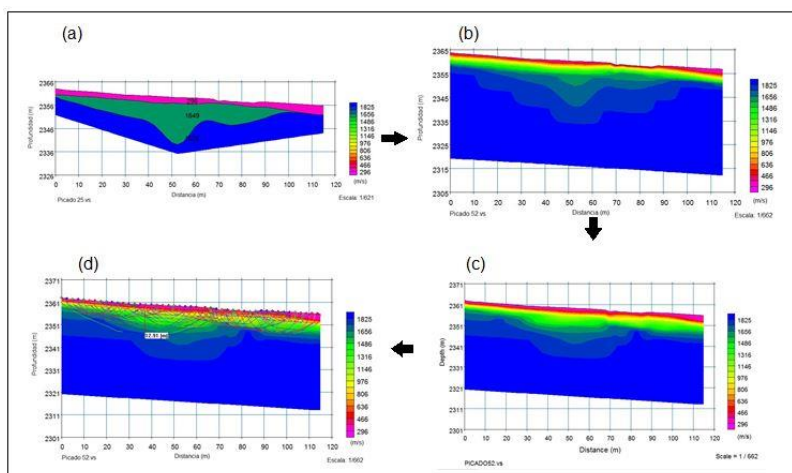 (a)
2366
2356
2346
2336
2326
Profundidad (m)
296
1648
0 10 20 30 40 50 60 70 80 90 100 110 120
Distancia (m)
Picado 25.vs
Escala: 1/621
1825
1656
1486
1316
1146
976
806
636
466
296
(m/s)
(b)
2365
2355
2345
2335
2325
2315
2305
Profundidad (m)
0 10 20 30 40 50 60 70 80 90 100 110 120
Distancia (m)
Picado 52.vs
Escala: 1/662
1825
1656
1486
1316
1146
976
806
636
466
296
(m/s)
(d)
2371
2361
2351
2341
2331
2321
2311
2301
Profundidad (m)
0 10 20 30 40 50 60 70 80 90 100 110 120
Distancia (m)
Picado 52.vs
Escala: 1/662
1825
1656
1486
1316
1146
976
806
636
466
296
(m/s)
(c)
2371
2361
2351
2341
2331
2321
2311
2301
Depth (m)
0 10 20 30 40 50 60 70 80 90 100 110 120
Distance (m)
PICADO52.vs
Scale = 1 / 662
1825
1656
1486
1316
1146
976
806
636
466
296
(m/s)